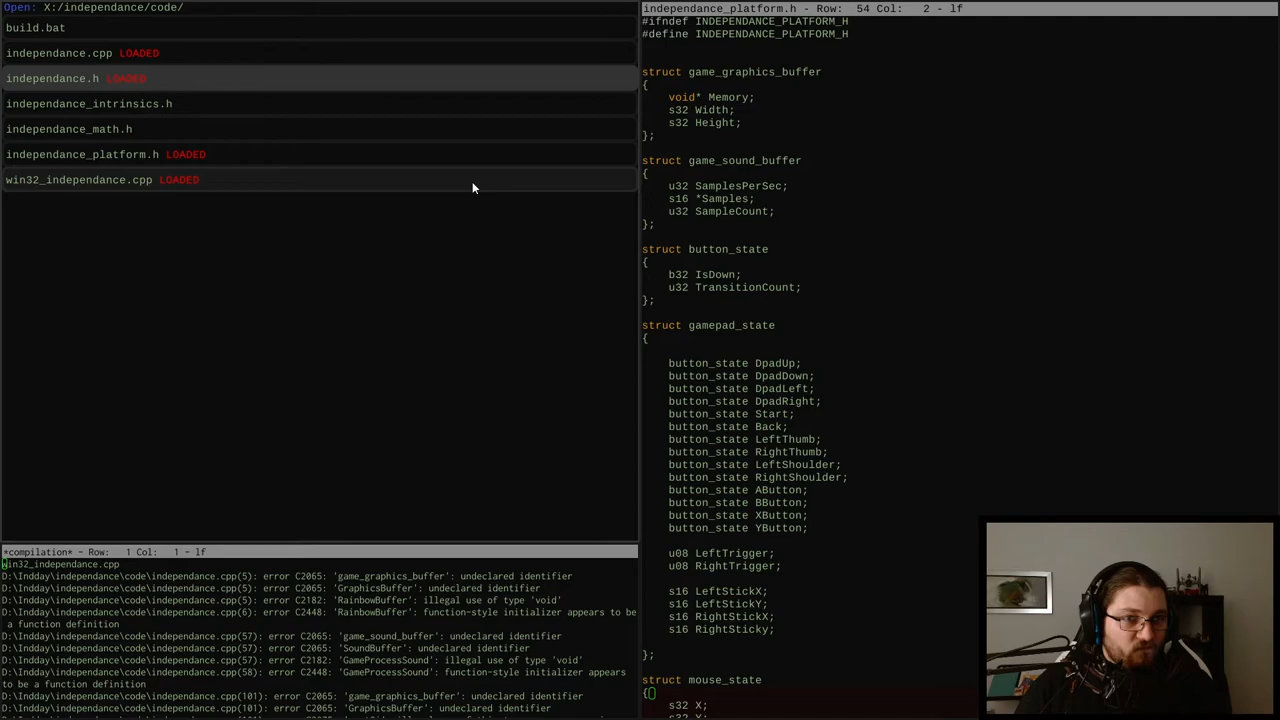 Open: X:/independance/code/
build.bat
independance.cpp LOADED
independance.h LOADED
independance_intrinsics.h
independance_math.h
independance_platform.h LOADED
win32_independance.cpp LOADED
*compilation* - Row: 1 Col: 1 - lf
win32_independance.cpp
D:\Indday\independance\code\independance.cpp(5): error C2065: 'game_graphics_buffer': undeclared identifier
D:\Indday\independance\code\independance.cpp(5): error C2065: 'GraphicsBuffer': undeclared identifier
D:\Indday\independance\code\independance.cpp(5): error C2182: 'RainbowBuffer': illegal use of type 'void'
D:\Indday\independance\code\independance.cpp(6): error C2448: 'RainbowBuffer': function-style initializer appears to be
a function definition
D:\Indday\independance\code\independance.cpp(57): error C2065: 'game_sound_buffer': undeclared identifier
D:\Indday\independance\code\independance.cpp(57): error C2065: 'SoundBuffer': undeclared identifier
D:\Indday\independance\code\independance.cpp(57): error C2182: 'GameProcessSound': illegal use of type 'void'
D:\Indday\independance\code\independance.cpp(58): error C2448: 'GameProcessSound': function-style initializer appears
to be a function definition
D:\Indday\independance\code\independance.cpp(101): error C2065: 'game_graphics_buffer': undeclared identifier
D:\Indday\independance\code\independance.cpp(101): error C2065: 'GraphicsBuffer': undeclared identifier
independance_platform.h - Row: 54 Col: 2 - lf
#ifndef INDEPENDANCE_PLATFORM_H
#define INDEPENDANCE_PLATFORM_H
struct game_graphics_buffer
{
void* Memory;
s32 Width;
s32 Height;
};
struct game_sound_buffer
{
u32 SamplesPerSec;
s16 *Samples;
u32 SampleCount;
};
struct button_state
{
b32 IsDown;
u32 TransitionCount;
};
struct gamepad_state
{
button_state DpadUp;
button_state DpadDown;
button_state DpadLeft;
button_state DpadRight;
button_state Start;
button_state Back;
button_state LeftThumb;
button_state RightThumb;
button_state LeftShoulder;
button_state RightShoulder;
button_state AButton;
button_state BButton;
button_state XButton;
button_state YButton;
u08 LeftTrigger;
u08 RightTrigger;
s16 LeftStickX;
s16 LeftStickY;
s16 RightStickX;
s16 RightSticky;
};
struct mouse_state
{
s32 X;